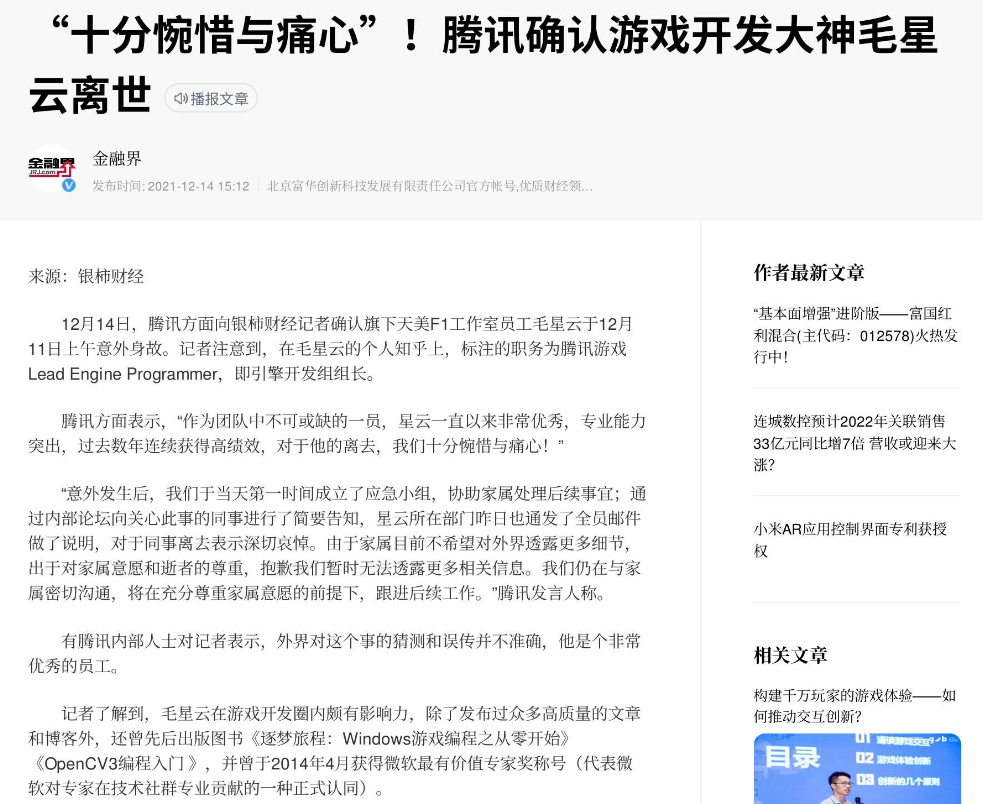 “十分惋惜与痛心”！腾讯确认游戏开发大神毛星
云离世 播报文章
金融界
JRJ.com
金融界
发布时间: 2021-12-14 15:12 北京富华创新科技发展有限责任公司官方帐号,优质财经领...
来源：银柿财经
12月14日，腾讯方面向银柿财经记者确认旗下天美F1工作室员工毛星云于12月
11日上午意外身故。记者注意到，在毛星云的个人知乎上，标注的职务为腾讯游戏
Lead Engine Programmer，即引擎开发组组长。
腾讯方面表示，“作为团队中不可或缺的一员，星云一直以来非常优秀，专业能力
突出，过去数年连续获得高绩效，对于他的离去，我们十分惋惜与痛心！”
“意外发生后，我们于当天第一时间成立了应急小组，协助家属处理后续事宜；通
过内部论坛向关心此事的同事进行了简要告知，星云所在部门昨日也通发了全员邮件
做了说明，对于同事离去表示深切哀悼。由于家属目前不希望对外界透露更多细节，
出于对家属意愿和逝者的尊重，抱歉我们暂时无法透露更多相关信息。我们仍在与家
属密切沟通，将在充分尊重家属意愿的前提下，跟进后续工作。”腾讯发言人称。
有腾讯内部人士对记者表示，外界对这个事的猜测和误传并不准确，他是个非常
优秀的员工。
记者了解到，毛星云在游戏开发圈内颇有影响力，除了发布过众多高质量的文章
和博客外，还曾先后出版图书《逐梦旅程：Windows游戏编程之从零开始》
《OpenCV3编程入门 》，并曾于2014年4月获得微软最有价值专家奖称号（代表微
软对专家在技术社群专业贡献的一种正式认同）。
作者最新文章
“基本面增强”进阶版——富国红
利混合(主代码：012578)火热发
行中！
连城数控预计2022年关联销售
33亿元同比增7倍 营收或迎来大
涨？
小米AR应用控制界面专利获授
权
相关文章
构建千万玩家的游戏体验——如
何推动交互创新？
目录
01
02 游戏体验创新
03 创新的几个原则